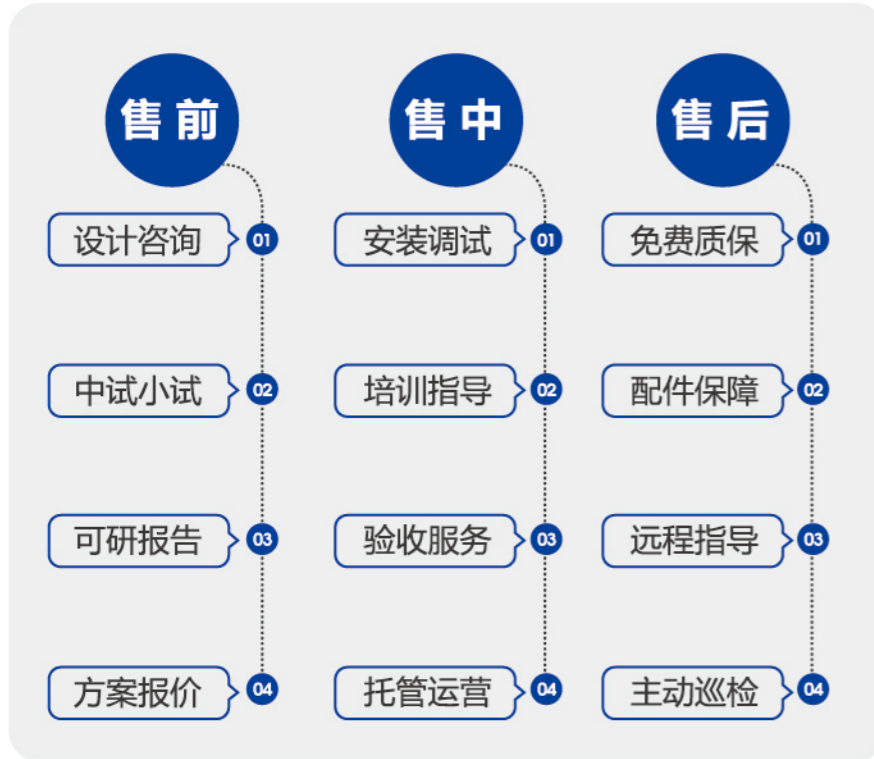 售前
01
设计咨询
02
中试小试
03
可研报告
04
方案报价
售中
01
安装调试
02
培训指导
03
验收服务
04
托管运营
售后
01
免费质保
02
配件保障
03
远程指导
04
主动巡检